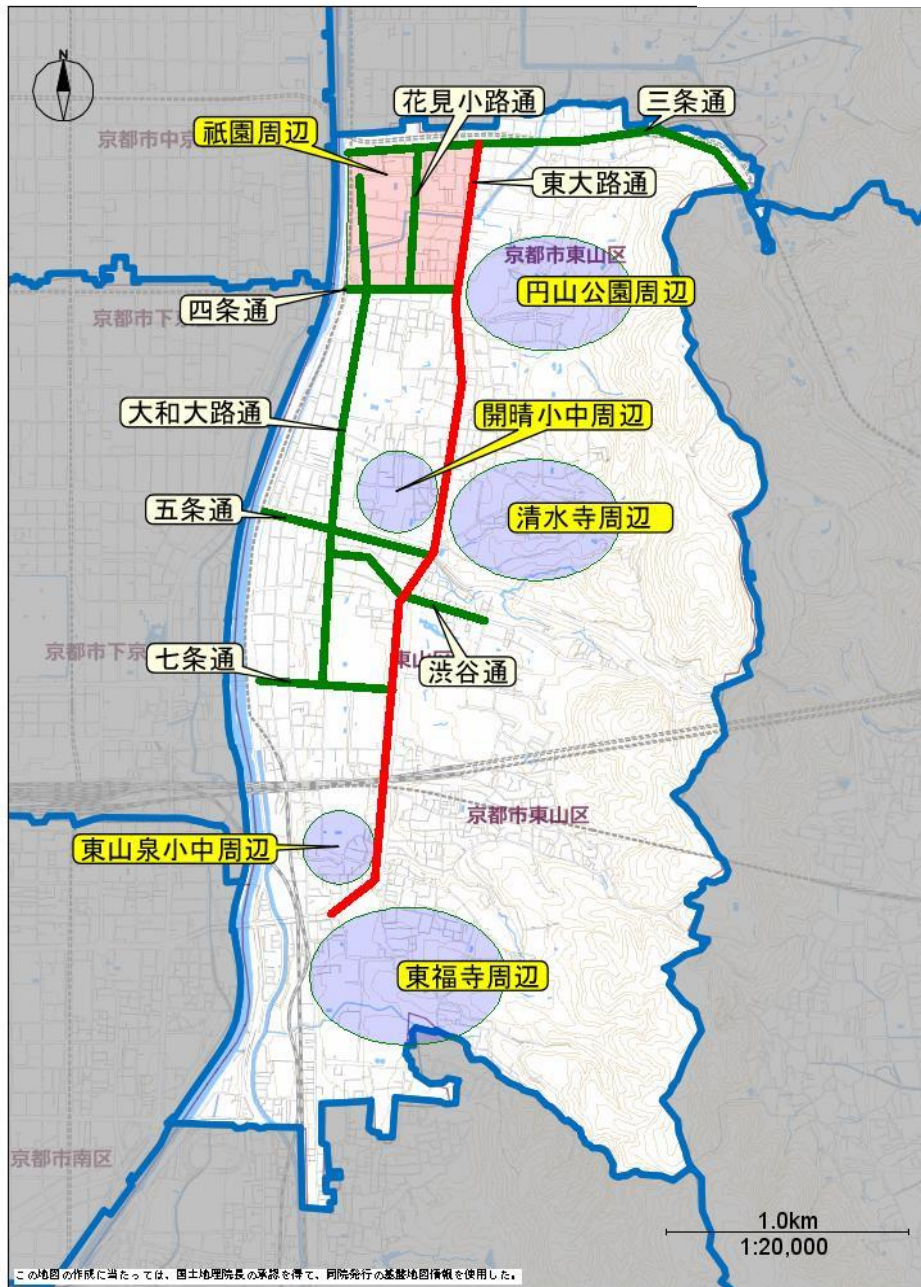 N
花見小路通
三条通
京都市中京
祇園周辺
東大路通
京都市東山区
円山公園周辺
四条通
京都市下京
大和大路通
開晴小中周辺
五条通
清水寺周辺
京都市下京
七条通
東山区
渋谷通
京都市東山区
東山泉小中周辺
東福寺周辺
京都市南区
1.0km
1:20,000
この地図の作成に当たっては、国土地理院長の承認を得て、同院発行の基盤地図情報を使用した。